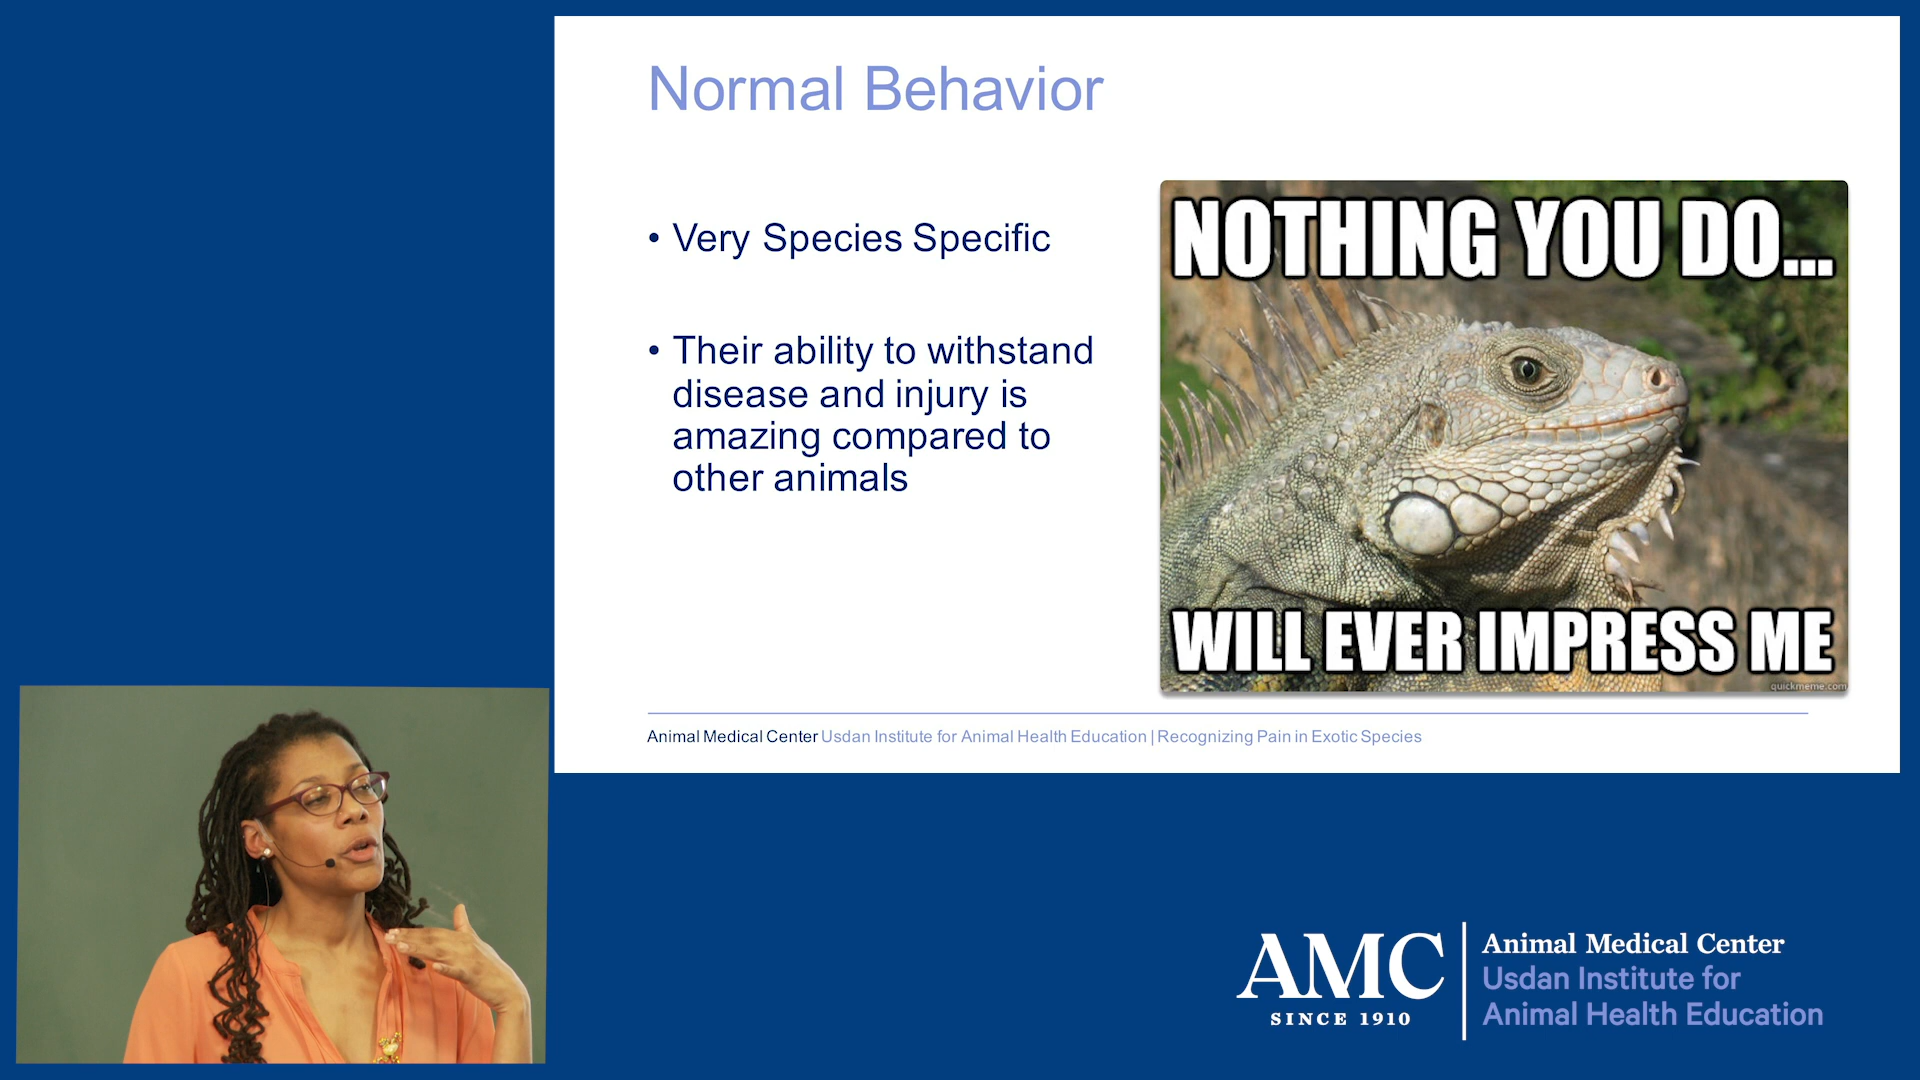 Normal Behavior
• Very Species Specific
• Their ability to withstand
disease and injury is
amazing compared to
other animals
NOTHING YOU DO...
WILL EVER IMPRESS ME
quickmeme.com
Animal Medical Center Usdan Institute for Animal Health Education | Recognizing Pain in Exotic Species
AMC
SINCE 1910
Animal Medical Center
Usdan Institute for
Animal Health Education